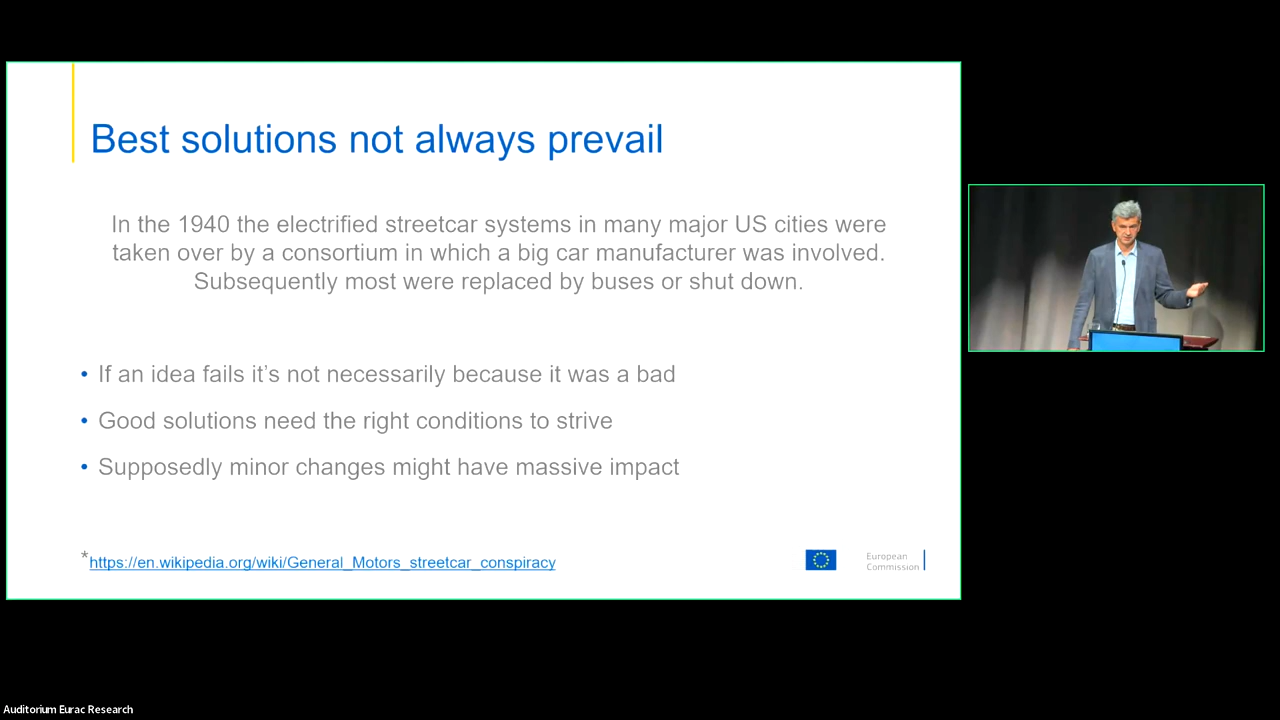 Best solutions not always prevail
In the 1940 the electrified streetcar systems in many major US cities were
taken over by a consortium in which a big car manufacturer was involved.
Subsequently most were replaced by buses or shut down.
• If an idea fails it's not necessarily because it was a bad
• Good solutions need the right conditions to strive
• Supposedly minor changes might have massive impact
*https://en.wikipedia.org/wiki/General_Motors_streetcar_conspiracy
European
Commission
Auditorium Eurac Research